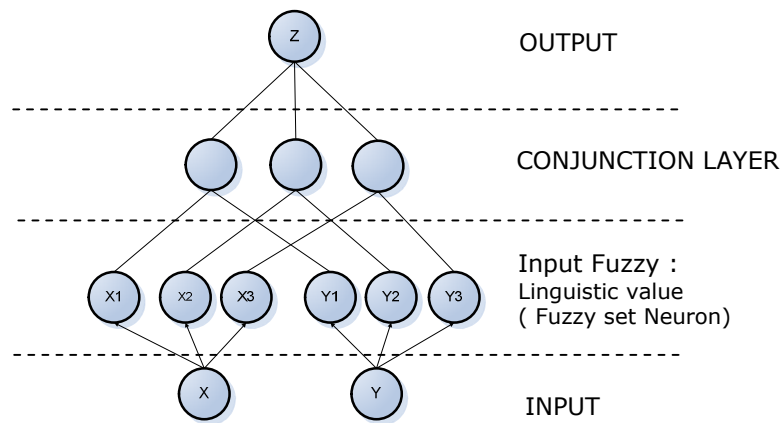 Z
OUTPUT
CONJUNCTION LAYER
X1 X2 X3 Y1 Y2 Y3
Input Fuzzy :
Linguistic value
( Fuzzy set Neuron)
X Y
INPUT